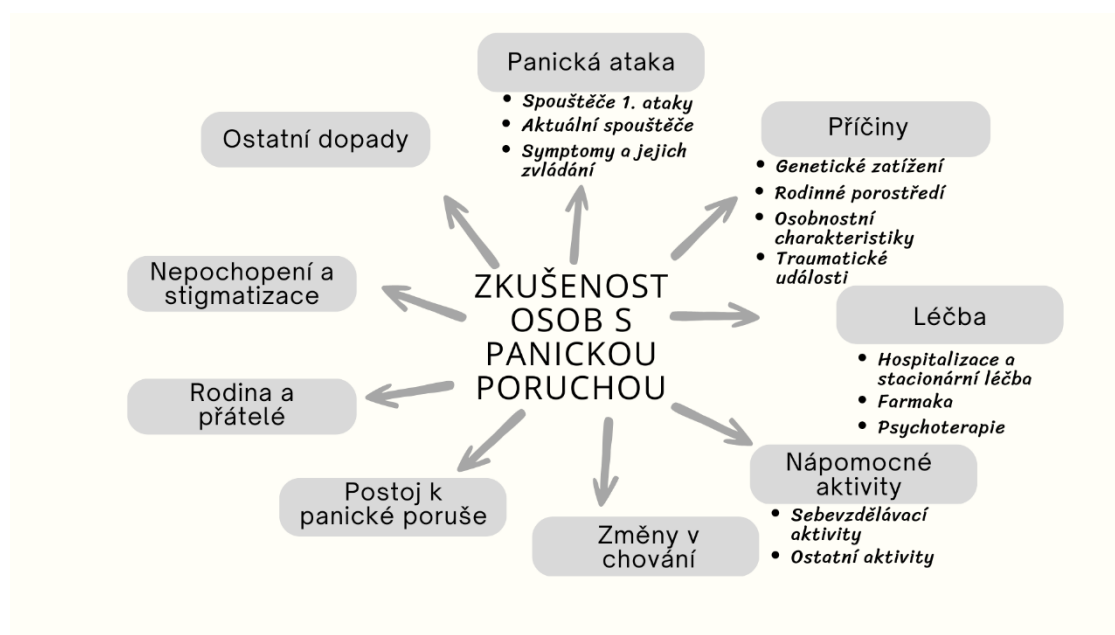 Panická ataka
• Spouštěče 1. ataky
• Aktuální spouštěče
• Symptomy a jejich
zvládání
Příčiny
• Genetické zatížení
• Rodinné porostředí
• Osobnostní
charakteristiky
• Traumatické
události
Léčba
• Hospitalizace a
stacionární léčba
• Farmaka
• Psychoterapie
Nápomocné
aktivity
• Sebevzdělávací
aktivity
• Ostatní aktivity
Změny v
chování
Postoj k
panické poruše
Rodina a
přátelé
Nepochopení a
stigmatizace
Ostatní dopady
ZKUŠENOST
OSOB S
PANICKOU
PORUCHOU